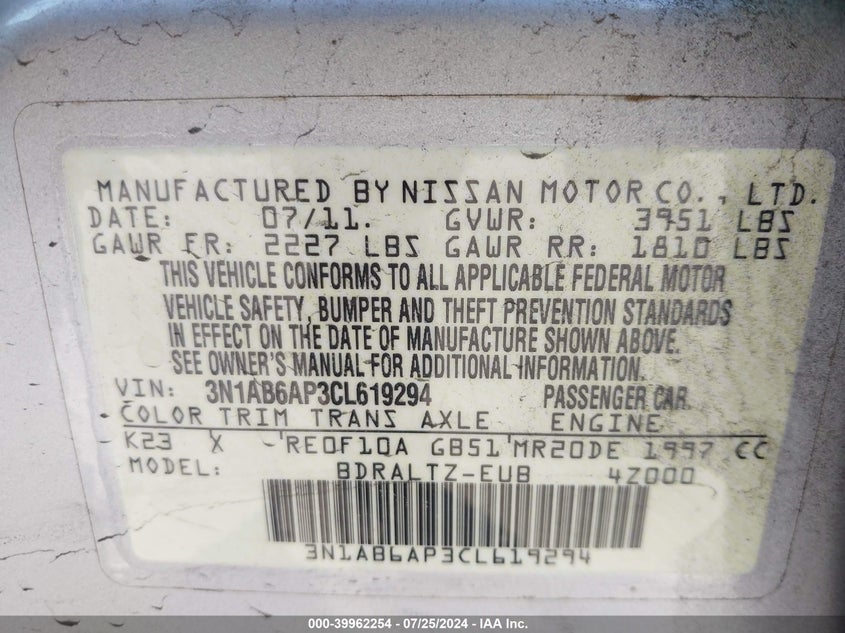 MANUFACTURED BY NISSAN MOTOR CO., LTD.
DATE: 07/11. GVWR: 3951 LBS
GAWR FR: 2227 LBS GAWR RR: 1810 LBS
THIS VEHICLE CONFORMS TO ALL APPLICABLE FEDERAL MOTOR
VEHICLE SAFETY, BUMPER AND THEFT PREVENTION STANDARDS
IN EFFECT ON THE DATE OF MANUFACTURE SHOWN ABOVE.
SEE OWNER'S MANUAL FOR ADDITIONAL INFORMATION.
VIN: 3N1AB6AP3CL619294 PASSENGER CAR
COLOR TRIM TRANS AXLE ENGINE
K23 X RE0F10A GB51 MR20DE 1997 CC
MODEL: BDRALTZ-EUB 4Z000
3N1AB6AP3CL619294
000-39962254 - 07/25/2024 - IAA Inc.